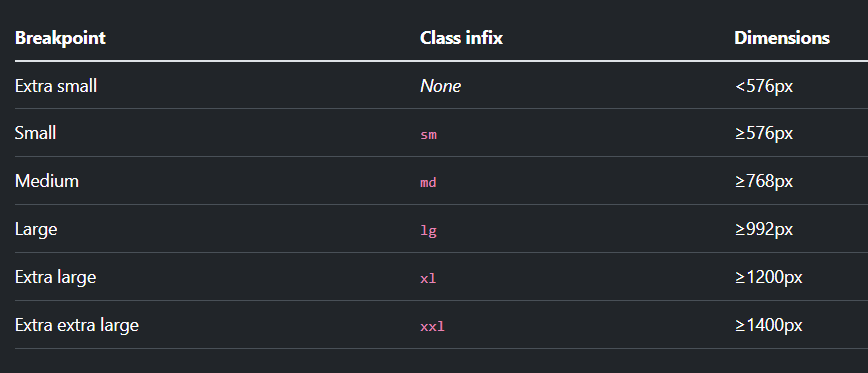 Breakpoint Class infix Dimensions
Extra small None <576px
Small sm ≥576px
Medium md ≥768px
Large lg ≥992px
Extra large xl ≥1200px
Extra extra large xxl ≥1400px